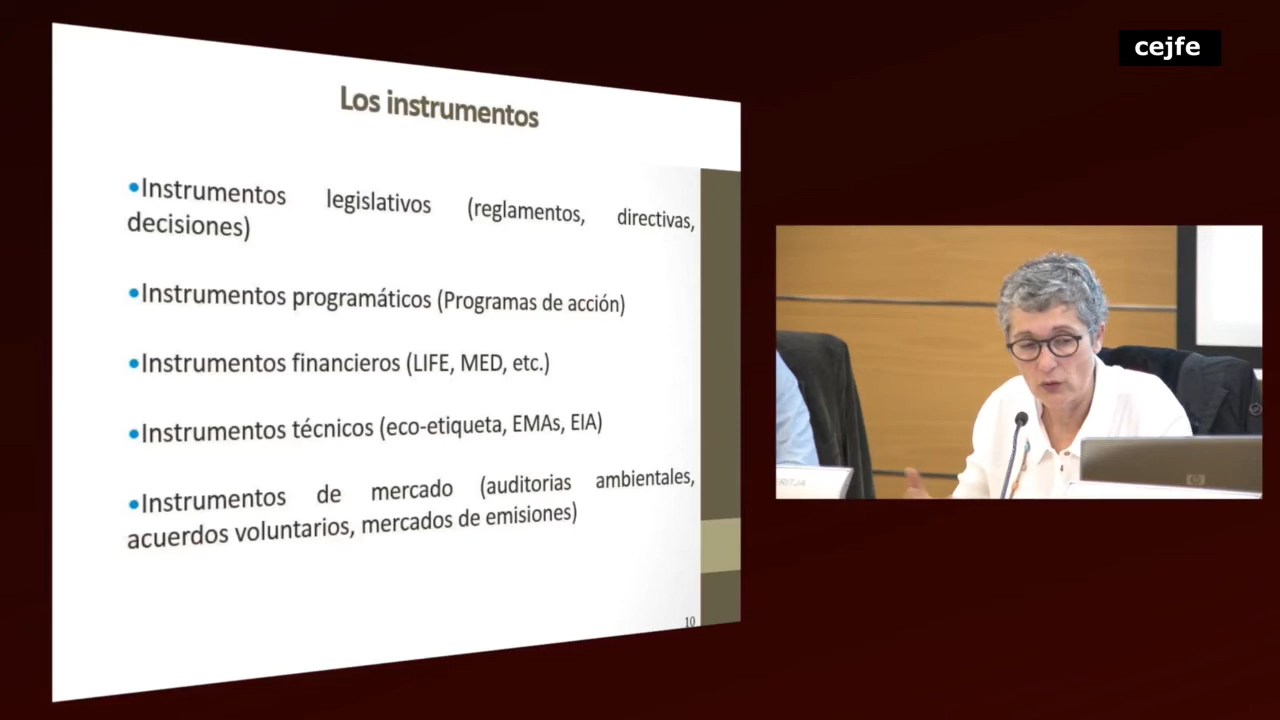 cejfe
Los instrumentos
•Instrumentos legislativos (reglamentos, directivas,
decisiones)
•Instrumentos programáticos (Programas de acción)
•Instrumentos financieros (LIFE, MED, etc.)
•Instrumentos técnicos (eco-etiqueta, EMAs, EIA)
•Instrumentos de mercado (auditorias ambientales,
acuerdos voluntarios, mercados de emisiones)
10
hp